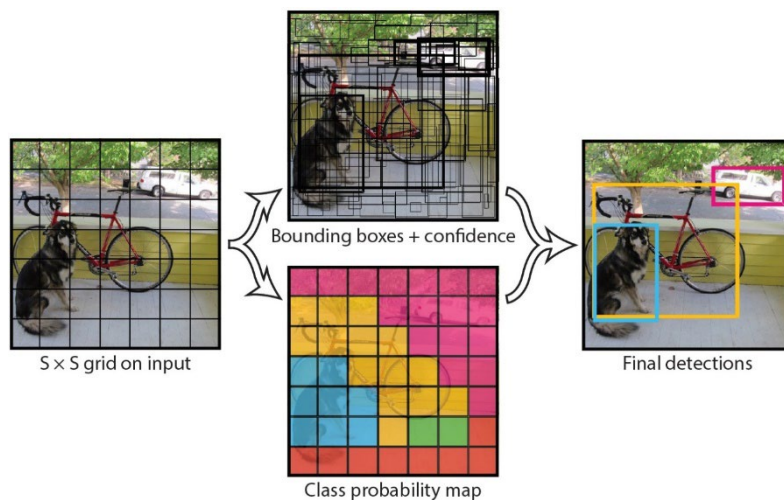 S × S grid on input
Bounding boxes + confidence
Class probability map
Final detections